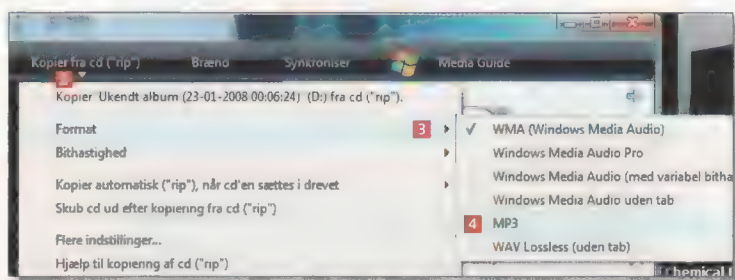 Kopier fra cd ("rip") Brænd Synkroniser Media Guide
Kopier Ukendt album (23-01-2008 00:06:24) (D:) fra cd ("rip").
Format
3
Bithastighed
Kopier automatisk ("rip"), når cd'en sættes i drevet
Skub cd ud efter kopiering fra cd ("rip")
Flere indstillinger...
Hjælp til kopiering af cd ("rip")
✓ WMA (Windows Media Audio)
Windows Media Audio Pro
Windows Media Audio (med variabel bitha
Windows Media Audio uden tab
4 MP3
WAV Lossless (uden tab)
hemical